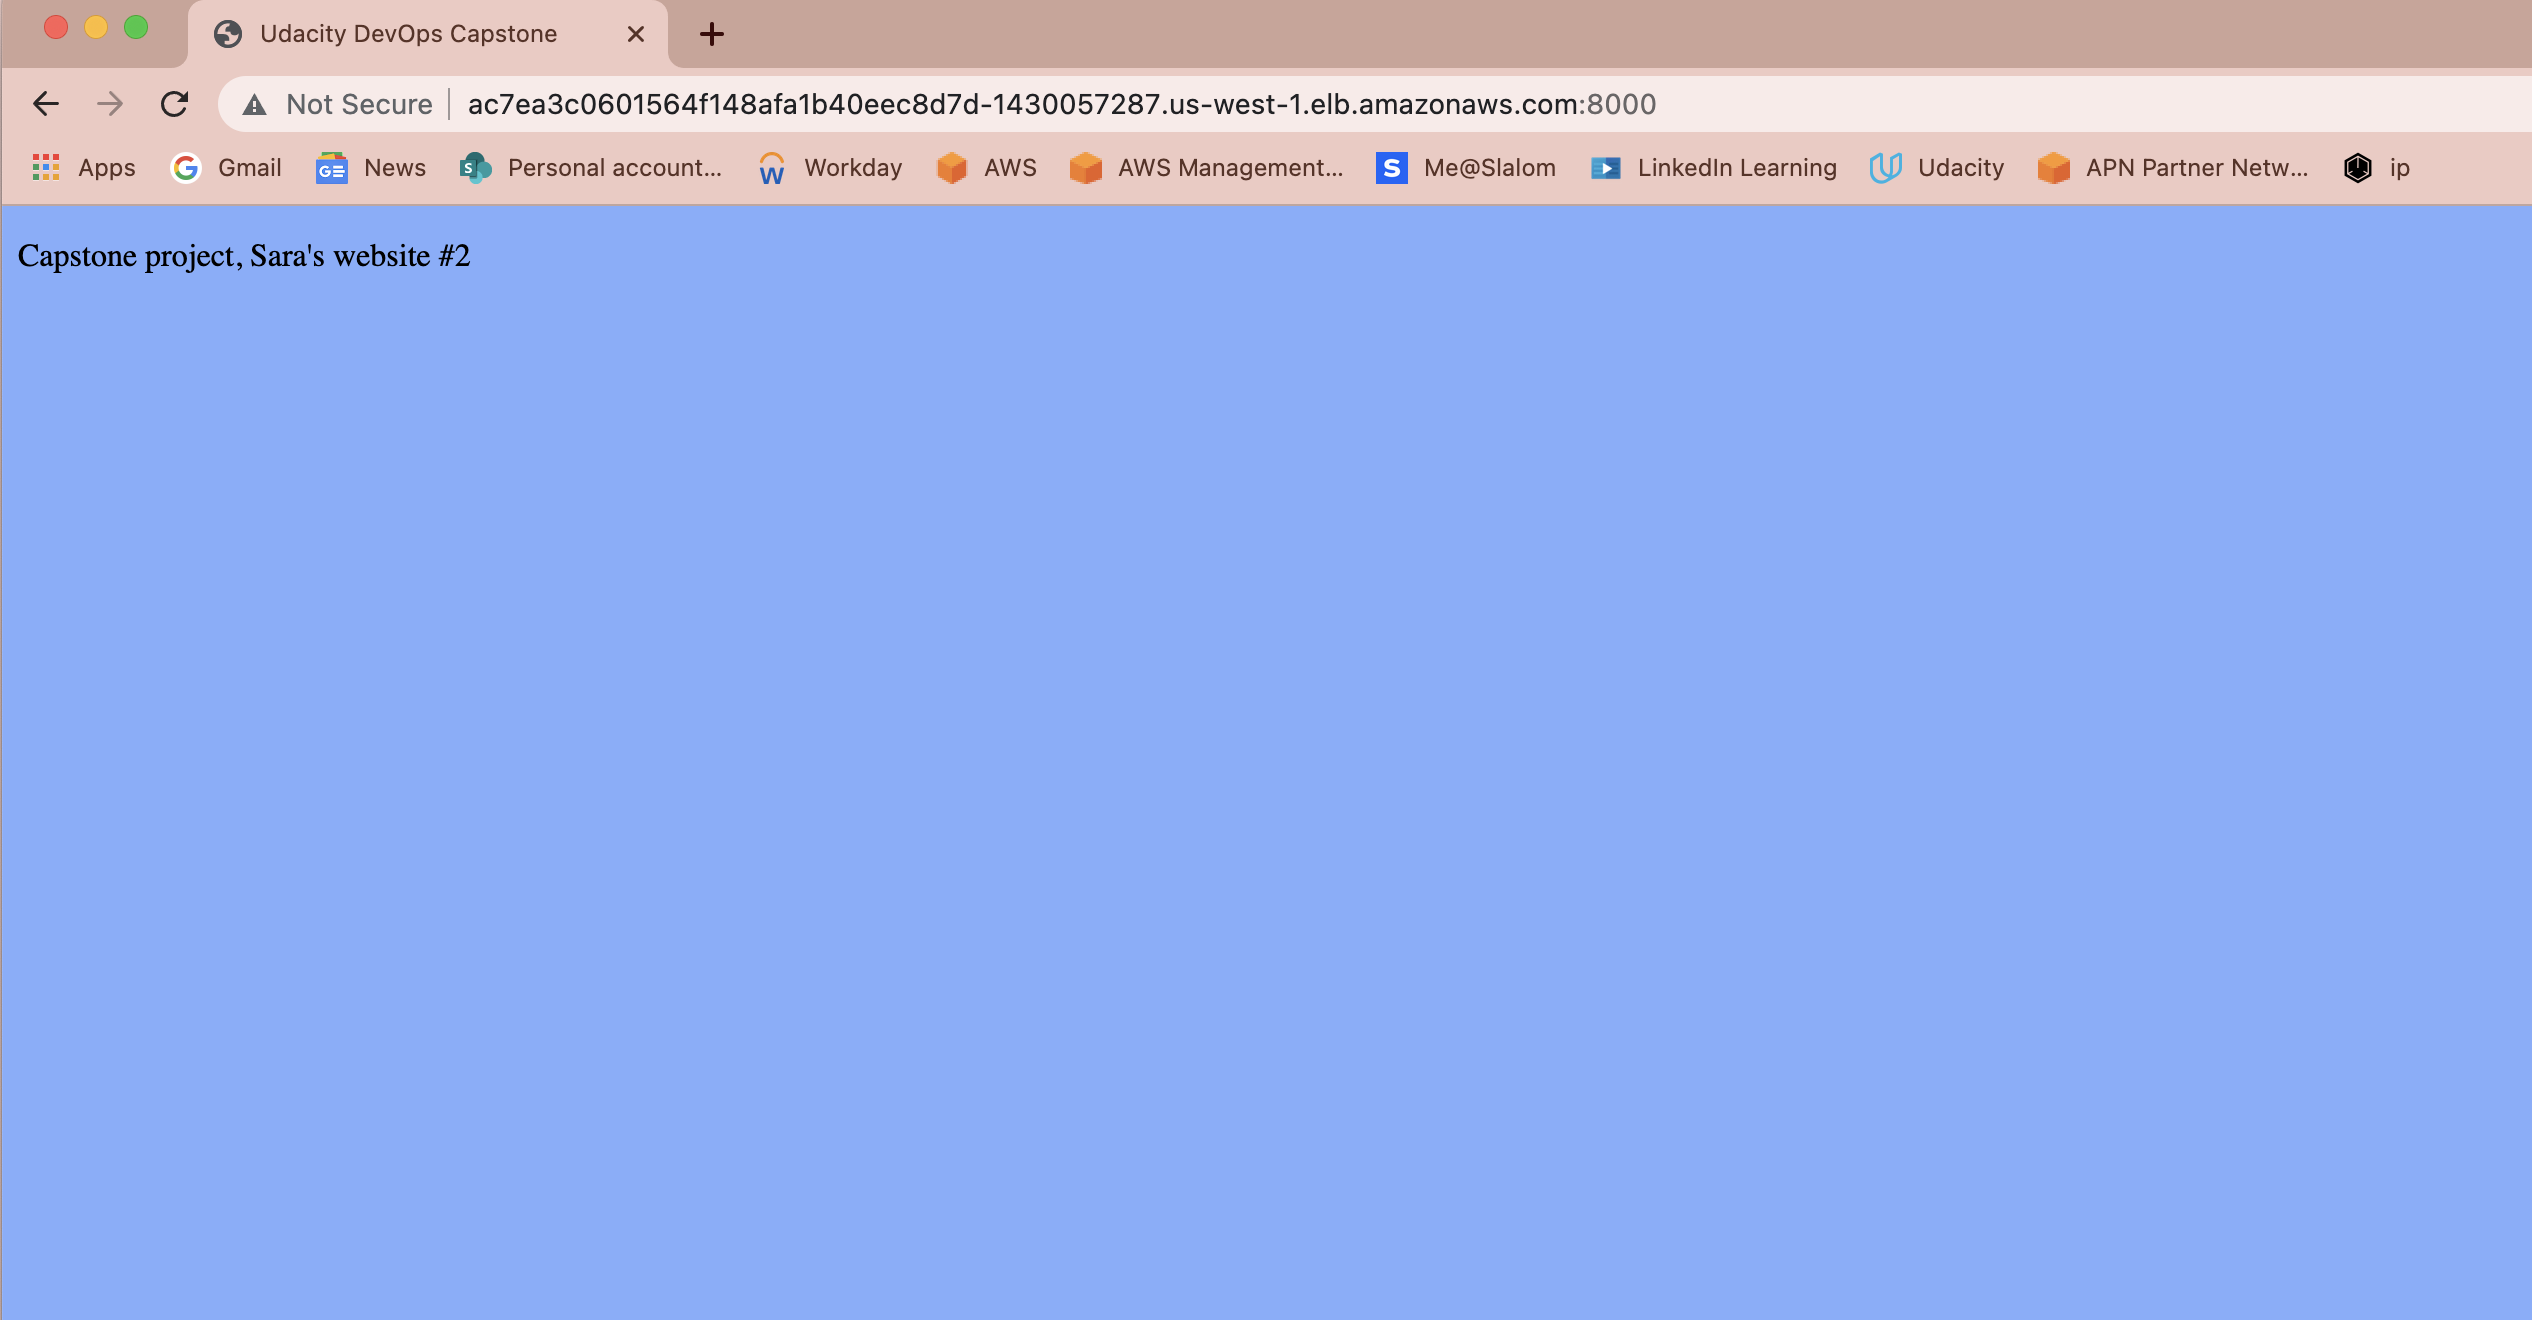 Udacity DevOps Capstone
Not Secure ac7ea3c0601564f148afa1b40eec8d7d-1430057287.us-west-1.elb.amazonaws.com:8000
Apps G Gmail GE News S Personal account... W Workday AWS AWS Management... S Me@Slalom LinkedIn Learning Udacity APN Partner Netw... ip
Capstone project, Sara's website #2